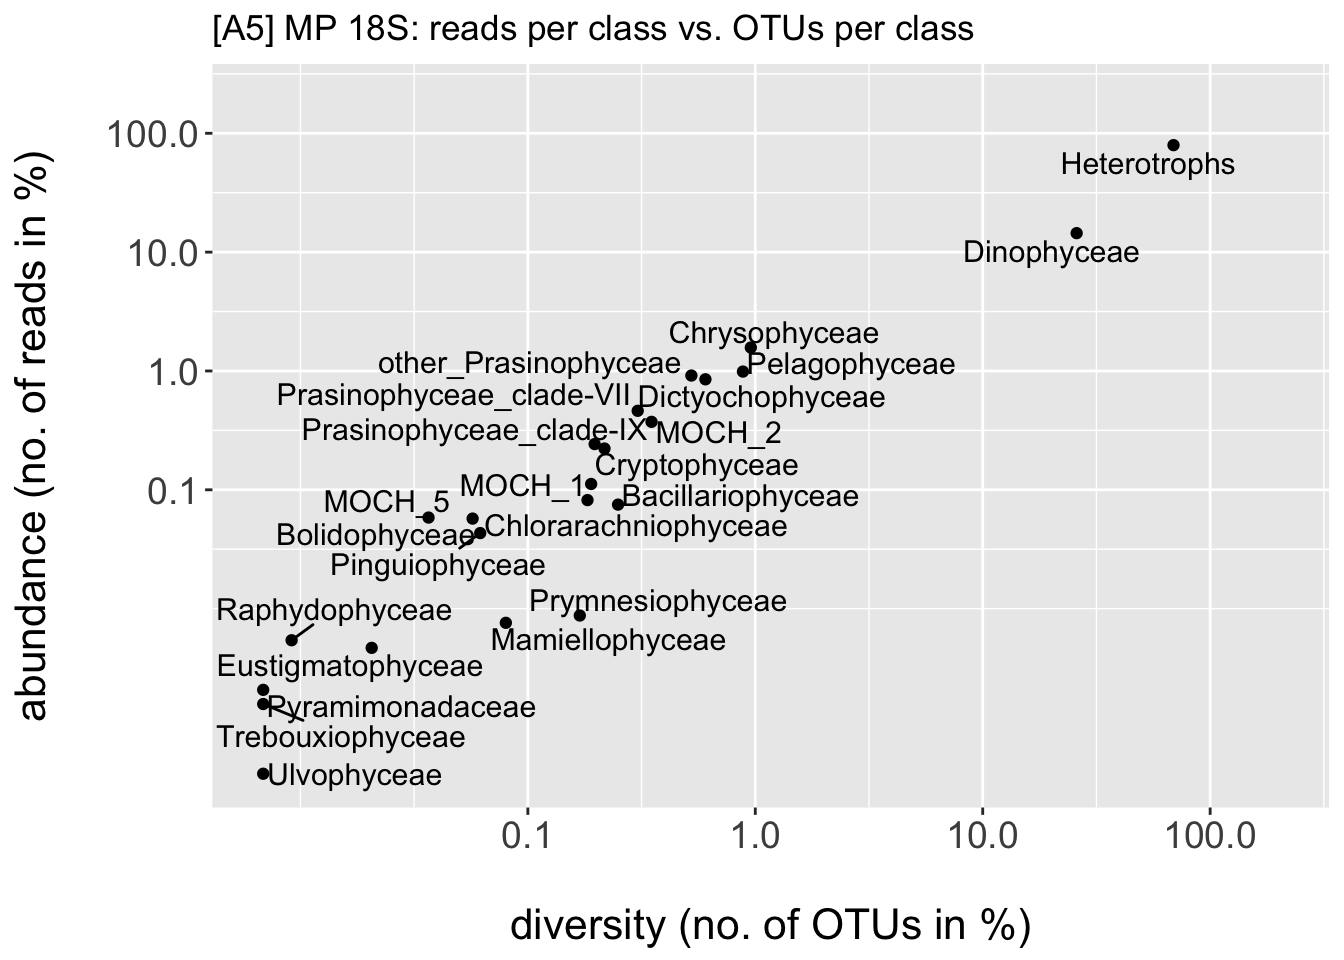 [A5] MP 18S: reads per class vs. OTUs per class
abundance (no. of reads in %)
100.0
10.0
1.0
0.1
Heterotrophs
Dinophyceae
Chrysophyceae
other_Prasinophyceae
Pelagophyceae
Prasinophyceae_clade-VII
Dictyochophyceae
Prasinophyceae_clade-IX
MOCH_2
Cryptophyceae
MOCH_1
Bacillariophyceae
MOCH_5
Chlorarachniophyceae
Bolidophyceae
Pinguiophyceae
Prymnesiophyceae
Raphydophyceae
Mamiellophyceae
Eustigmatophyceae
Pyramimonadaceae
Trebouxiophyceae
Ulvophyceae
0.1
1.0
10.0
100.0
diversity (no. of OTUs in %)